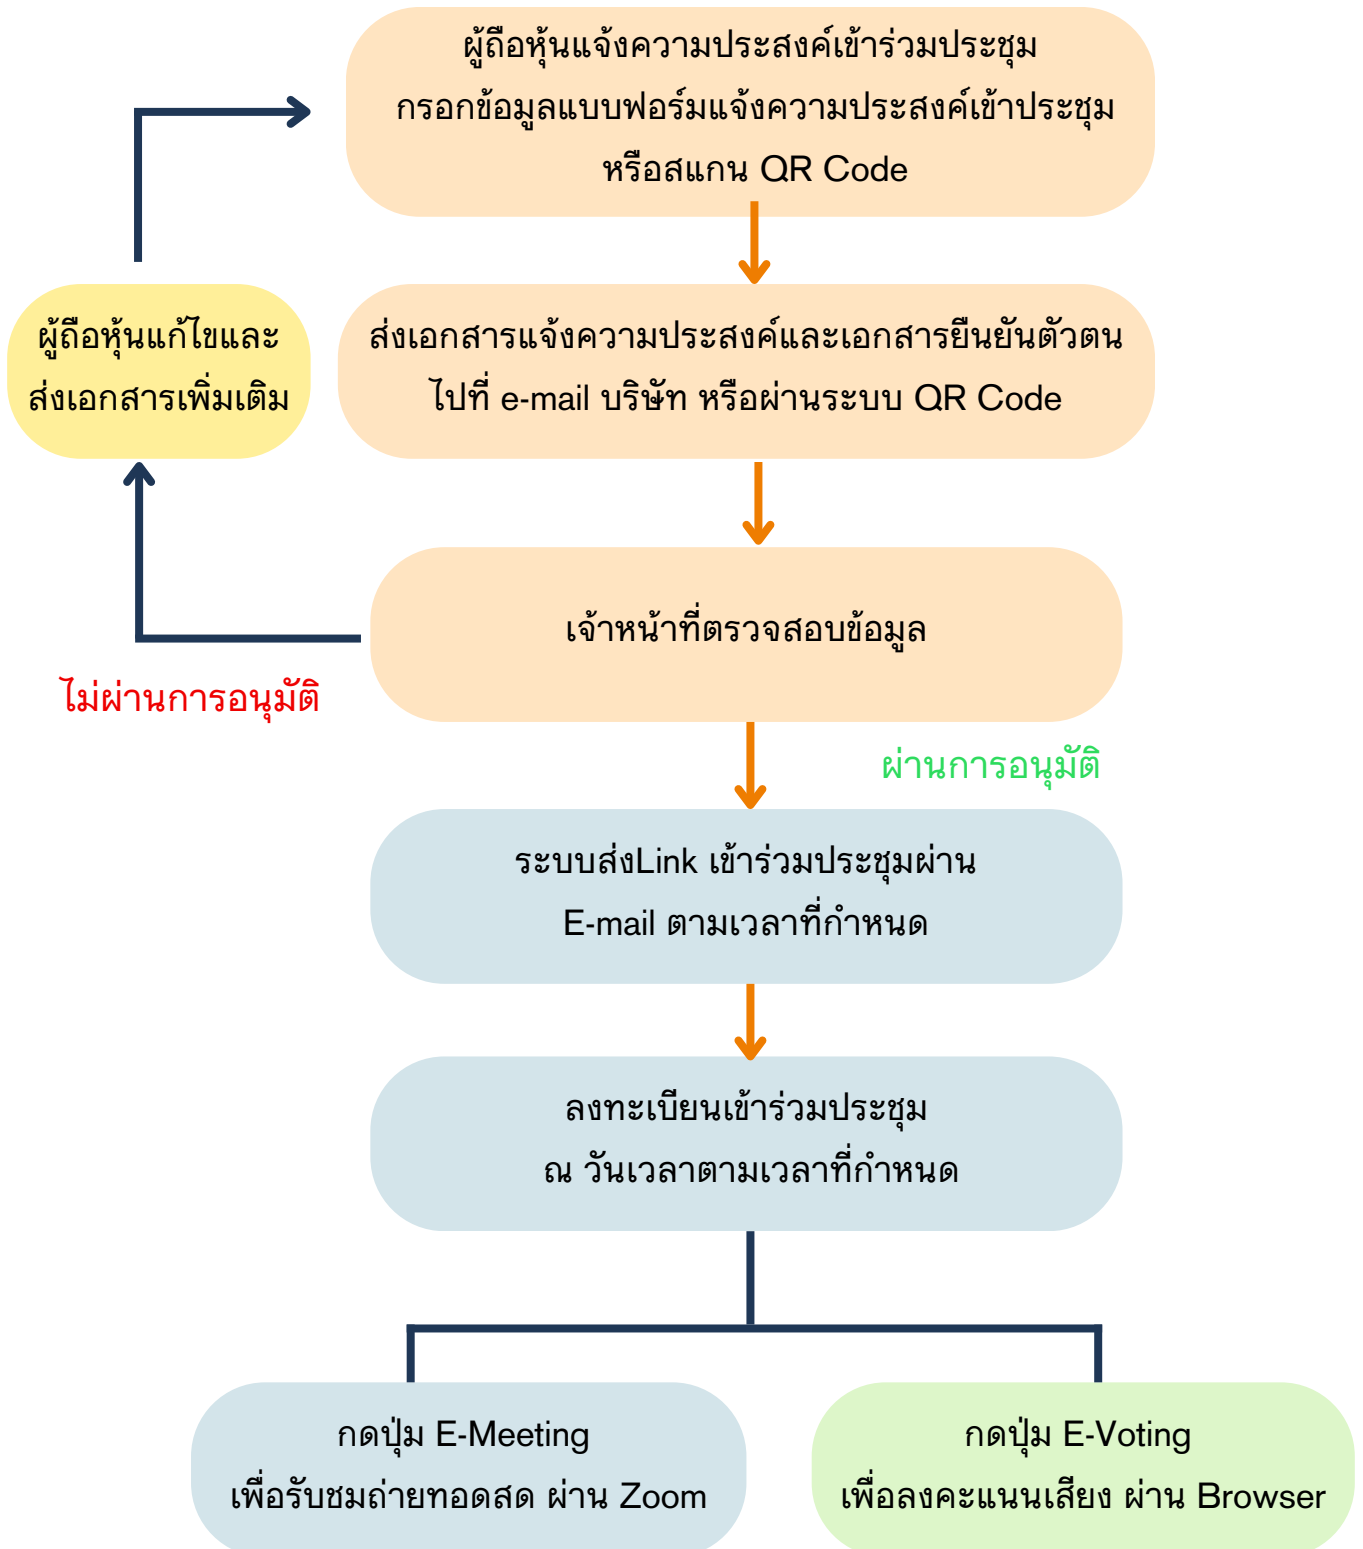 ผู้ถือหุ้นแจ้งความประสงค์เข้าร่วมประชุม
กรอกข้อมูลแบบฟอร์มแจ้งความประสงค์เข้าประชุม
หรือสแกน QR Code
ผู้ถือหุ้นแก้ไขและ
ส่งเอกสารเพิ่มเติม
ส่งเอกสารแจ้งความประสงค์และเอกสารยืนยันตัวตน
ไปที่ e-mail บริษัท หรือผ่านระบบ QR Code
เจ้าหน้าที่ตรวจสอบข้อมูล
ไม่ผ่านการอนุมัติ
ผ่านการอนุมัติ
ระบบส่งLink เข้าร่วมประชุมผ่าน
E-mail ตามเวลาที่กำหนด
ลงทะเบียนเข้าร่วมประชุม
ณ วันเวลาตามเวลาที่กำหนด
กดปุ่ม E-Meeting
เพื่อรับชมถ่ายทอดสด ผ่าน Zoom
กดปุ่ม E-Voting
เพื่อลงคะแนนเสียง ผ่าน Browser